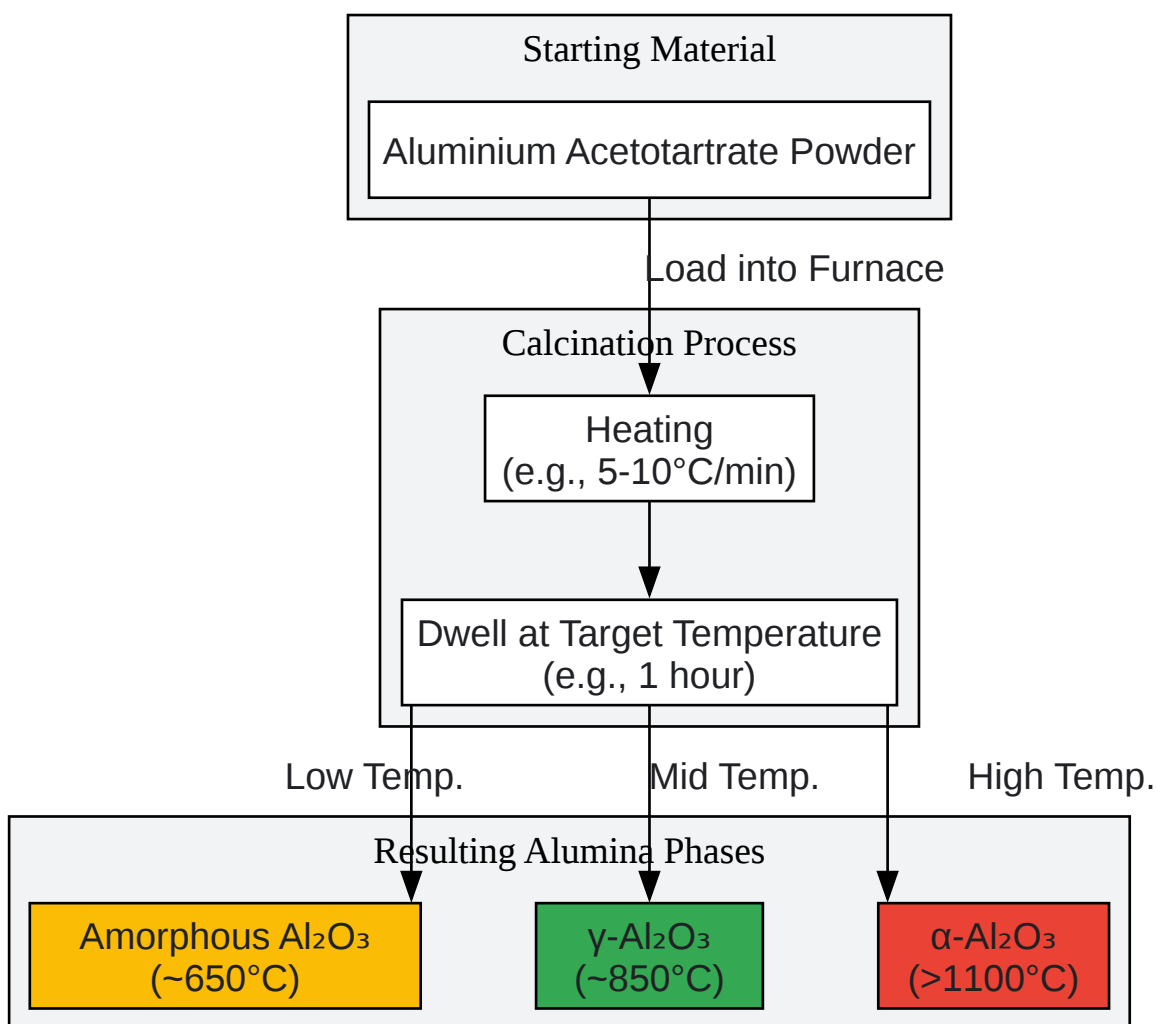 Starting Material
Aluminium Acetotartrate Powder
Load into Furnace
Calcination Process
Heating
(e.g., 5-10°C/min)
Dwell at Target Temperature
(e.g., 1 hour)
Low Temp.
Mid Temp.
High Temp.
Resulting Alumina Phases
Amorphous Al₂O₃
(~650°C)
γ-Al₂O₃
(~850°C)
α-Al₂O₃
(>1100°C)